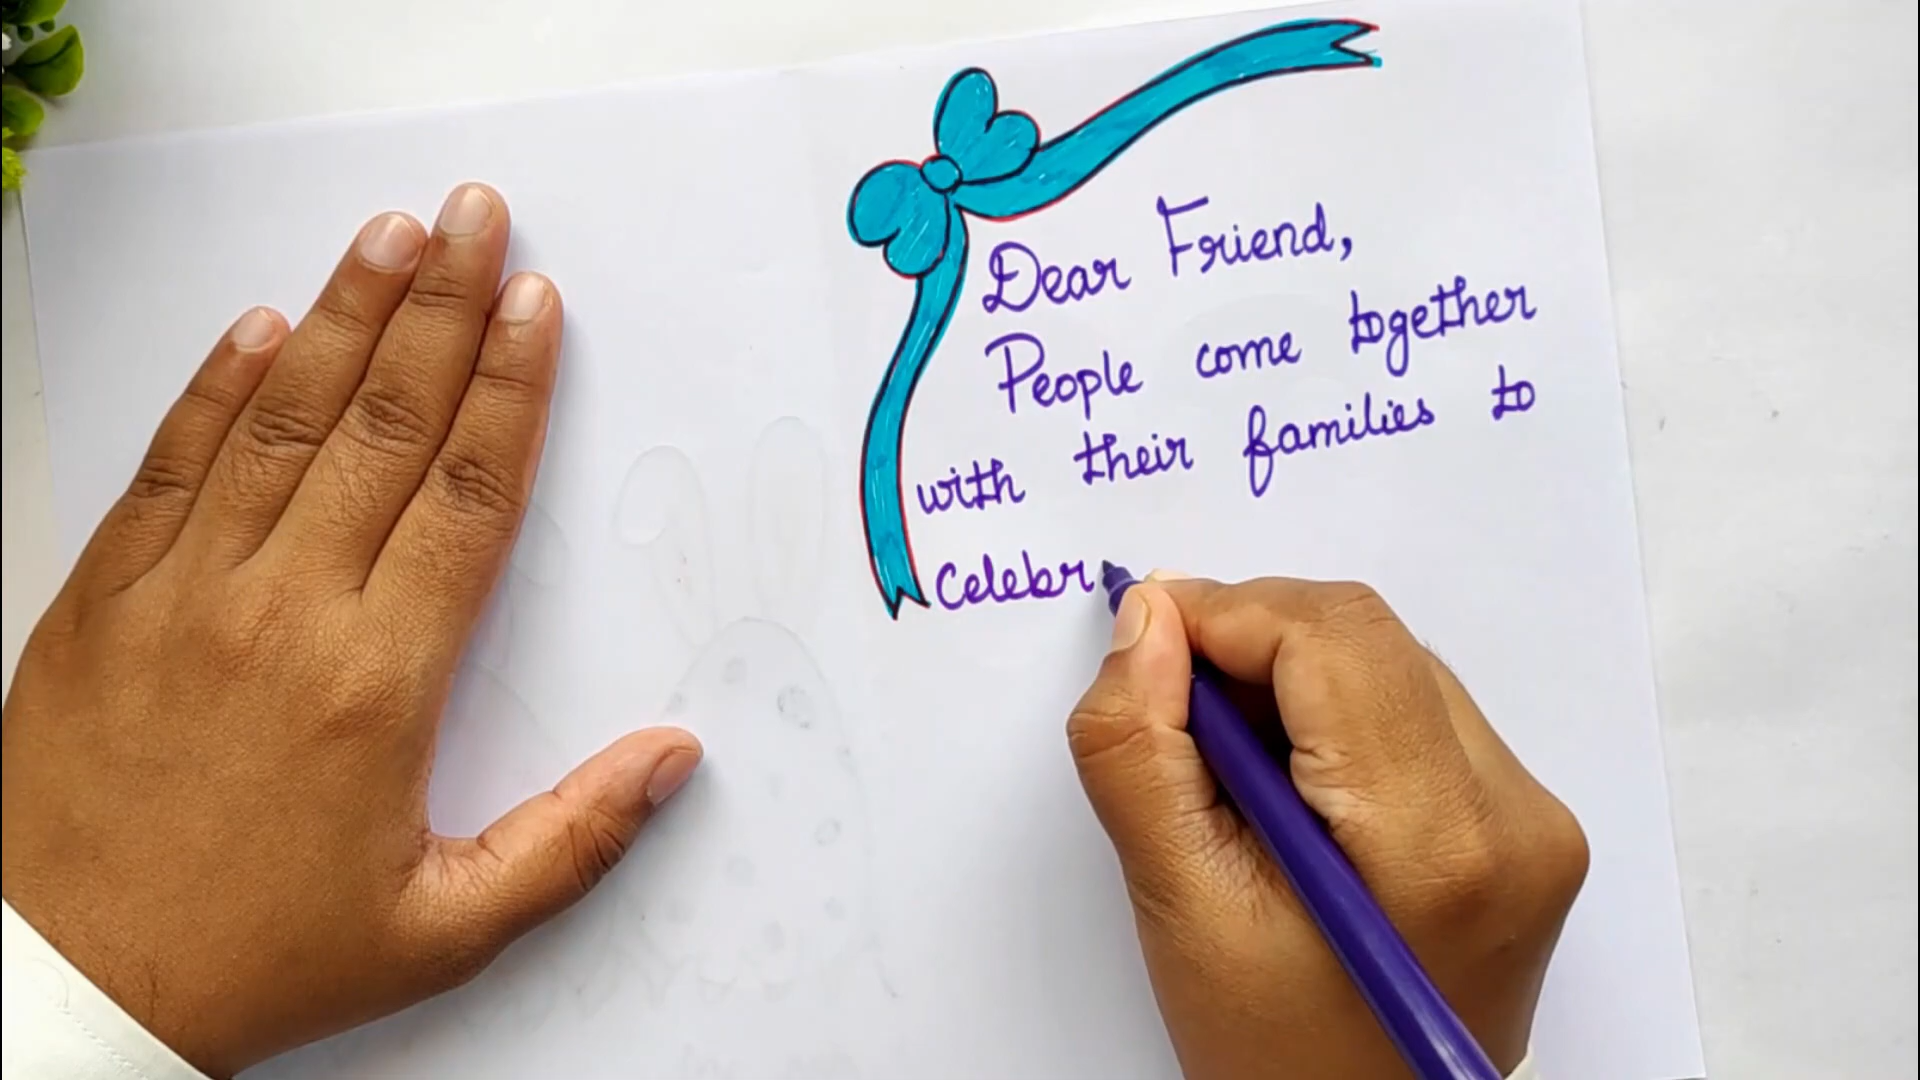 Dear Friend,
People come together
with their families to
Celebr